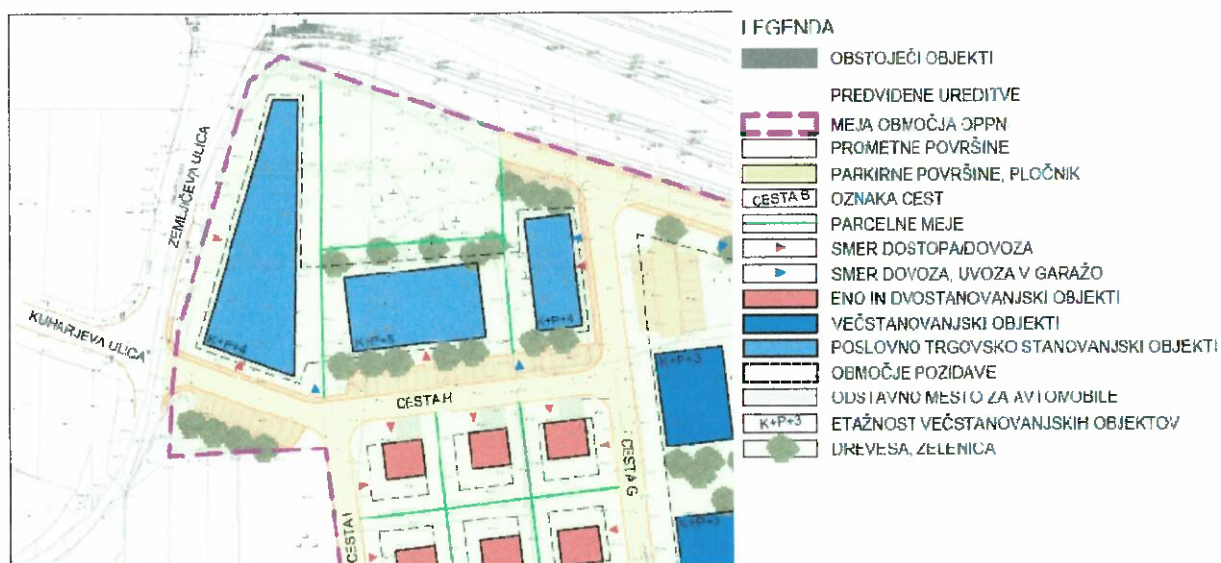 LEGENDA
OBSTOJEČI OBJEKTI
PREDVIDENE UREDITVE
MEJA OBMOČJA OPPN
PROMETNE POVRŠINE
PARKIRNE POVRŠINE, PLOČNIK
CESTA B OZNAKA CEST
PARCELNE MEJE
SMER DOSTOPA/DOVOZA
SMER DOVOZA, UVOZA V GARAŽO
ENO IN DVOSTANOVANJSKI OBJEKTI
VEČSTANOVANJSKI OBJEKTI
POSLOVNO TRGOVSKO STANOVANJSKI OBJEKTI
OBMOČJE POZIDAVE
ODSTAVNO MESTO ZA AVTOMOBILE
K+P+3 ETAŽNOST VEČSTANOVANJSKIH OBJEKTOV
DREVESA, ZELENICA
ZEMLJIČEVA ULICA
KUHARJEVA ULICA
K+P+4
K+P+5
K+P+4
K+P+3
CESTA H
CESTA G
CESTA I
K+P+3